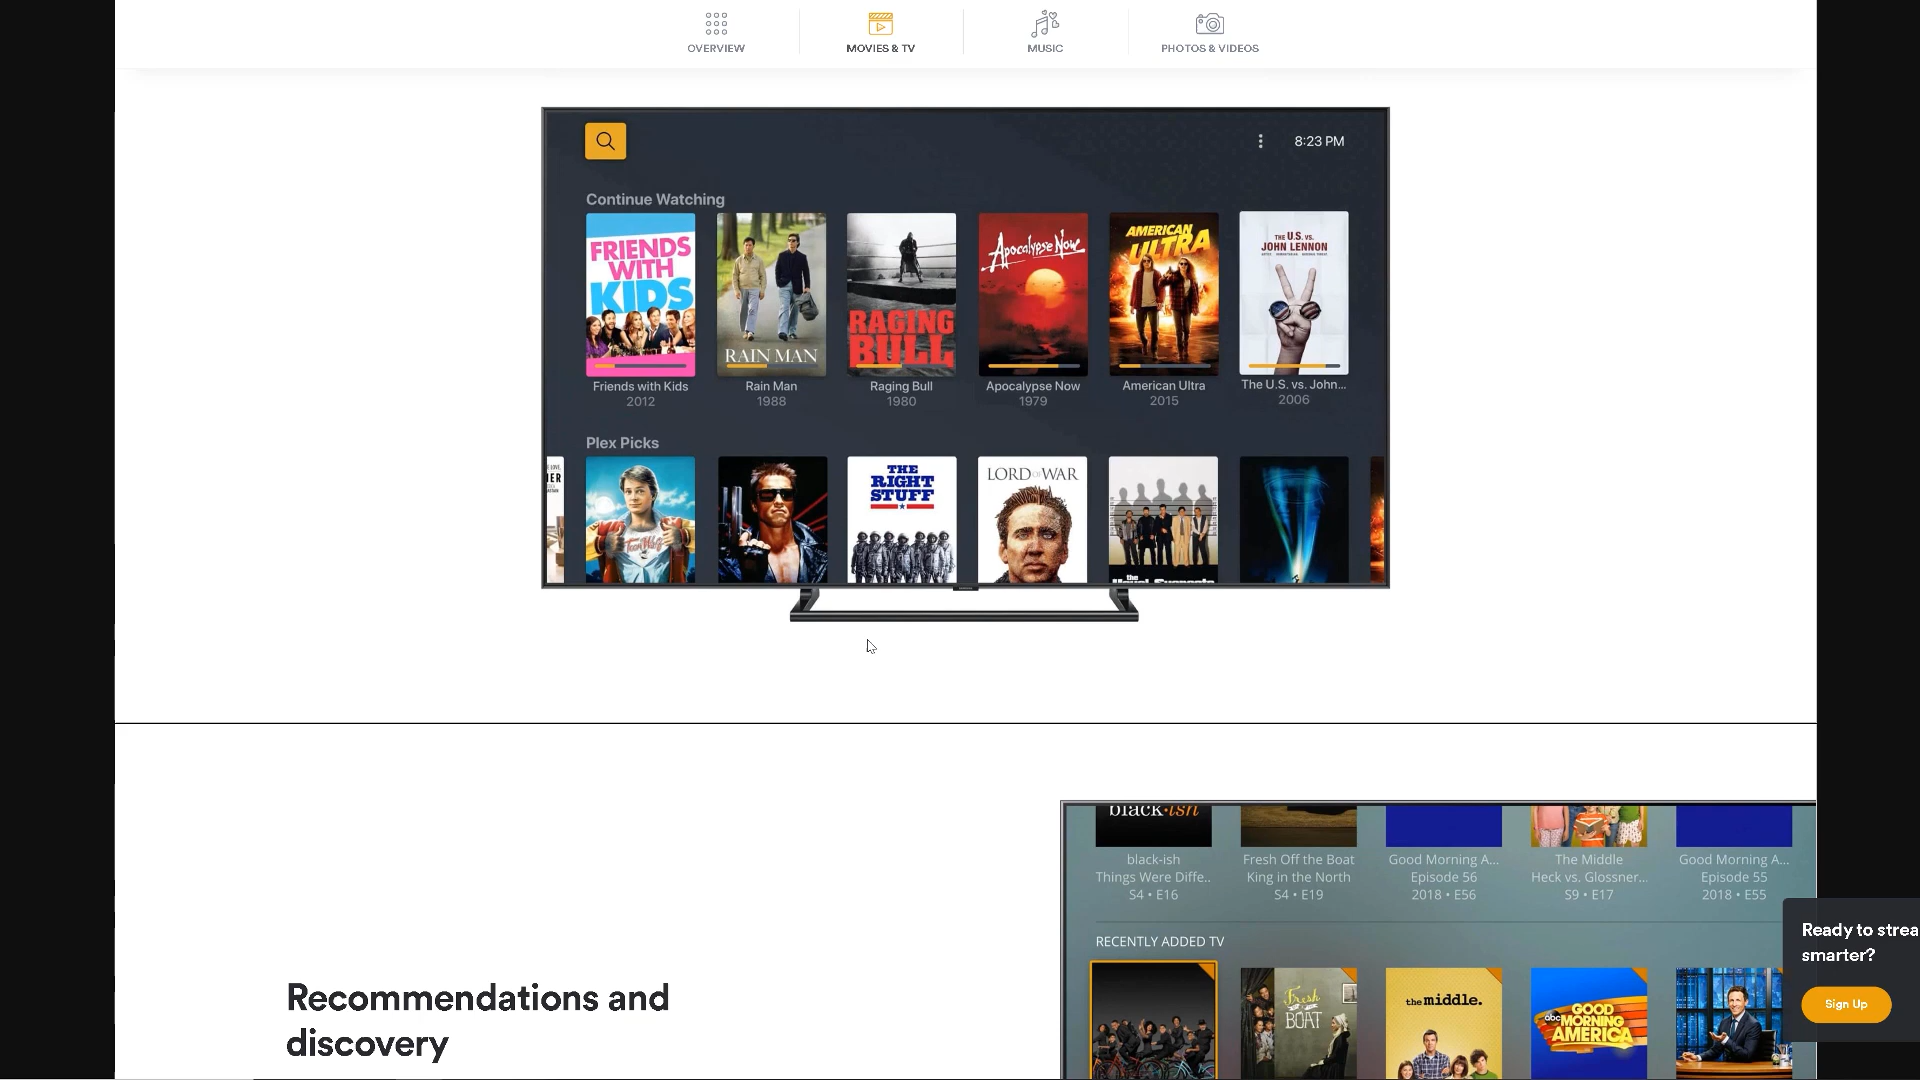 OVERVIEW
MOVIES & TV
MUSIC
PHOTOS & VIDEOS
8:23 PM
Continue Watching
FRIENDS
WITH
KIDS
RAIN MAN
RAGING
BULL
Apocalypse Now
AMERICAN
ULTRA
THE U.S. VS.
JOHN LENNON
Friends with Kids
2012
Rain Man
1988
Raging Bull
1980
Apocalypse Now
1979
American Ultra
2015
The U.S. vs. John...
2006
Plex Picks
Teen Wolf
THE
RIGHT
STUFF
LORD OF WAR
the
Usual Suspects
black-ish
black-ish
Things Were Diffe..
S4 • E16
Fresh Off the Boat
King in the North
S4 • E19
Good Morning A...
Episode 56
2018 • E56
The Middle
Heck vs. Glossner...
S9 • E17
Good Morning A...
Episode 55
2018 • E55
RECENTLY ADDED TV
Fresh
BOAT
the middle.
abc
GOOD
MORNING
AMERICA
Recommendations and
discovery
Ready to strea
smarter?
Sign Up